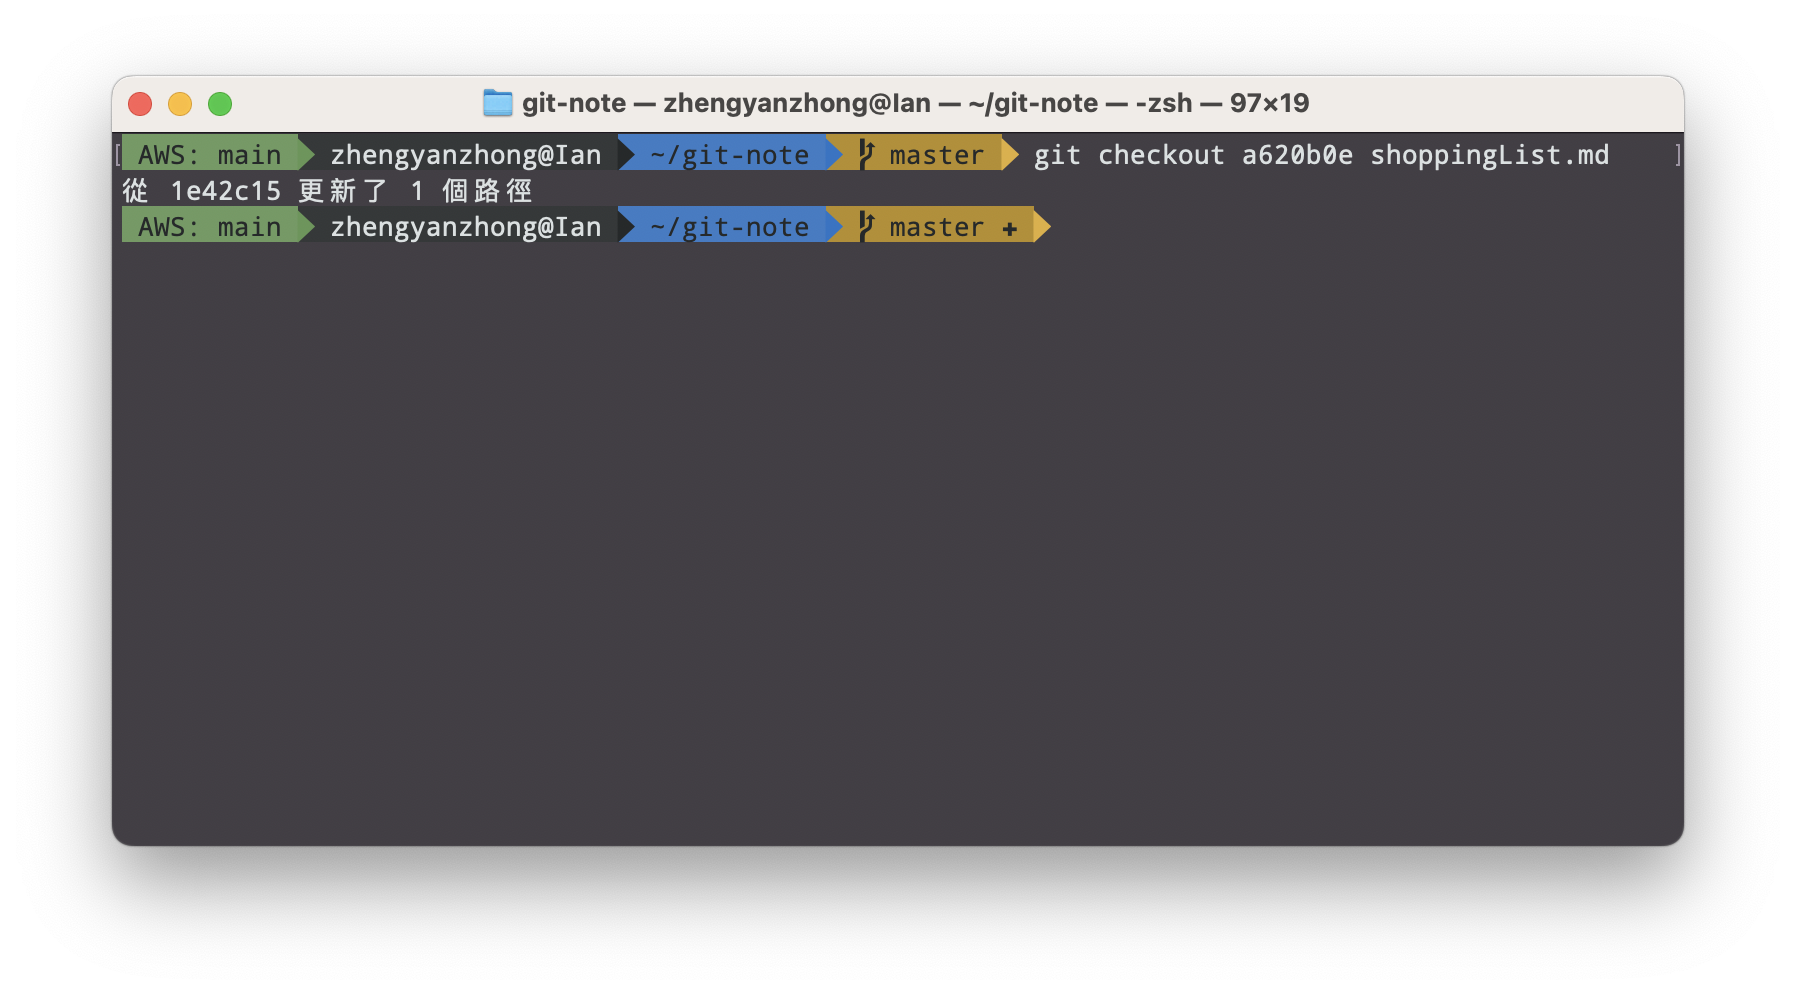 git-note — zhengyanzhong@Ian — ~/git-note — -zsh — 97×19
[ AWS: main zhengyanzhong@Ian ~/git-note master git checkout a620b0e shoppingList.md ]
從 1e42c15 更新了 1 個路徑
AWS: main zhengyanzhong@Ian ~/git-note master ✚